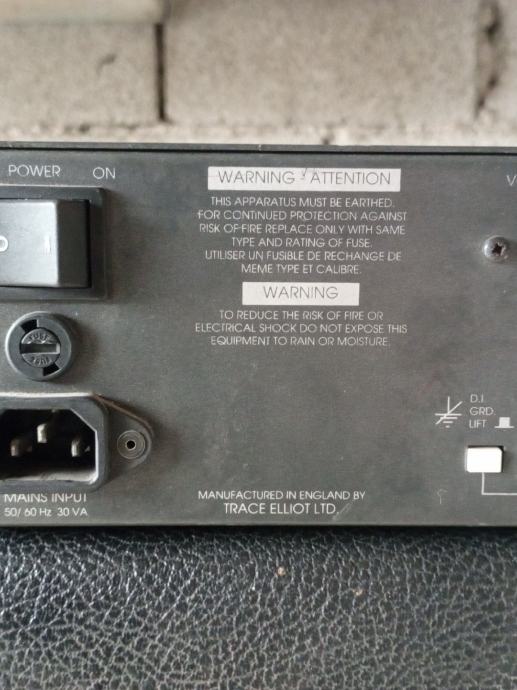 POWER ON
WARNING - ATTENTION
THIS APPARATUS MUST BE EARTHED.
FOR CONTINUED PROTECTION AGAINST
RISK OF FIRE REPLACE ONLY WITH SAME
TYPE AND RATING OF FUSE.
UTILISER UN FUSIBLE DE RECHANGE DE
MEME TYPE ET CALIBRE.
WARNING
TO REDUCE THE RISK OF FIRE OR
ELECTRICAL SHOCK DO NOT EXPOSE THIS
EQUIPMENT TO RAIN OR MOISTURE.
D.I.
GRD.
LIFT
MAINS INPUT
50/60 Hz 30 VA
MANUFACTURED IN ENGLAND BY
TRACE ELLIOT LTD.